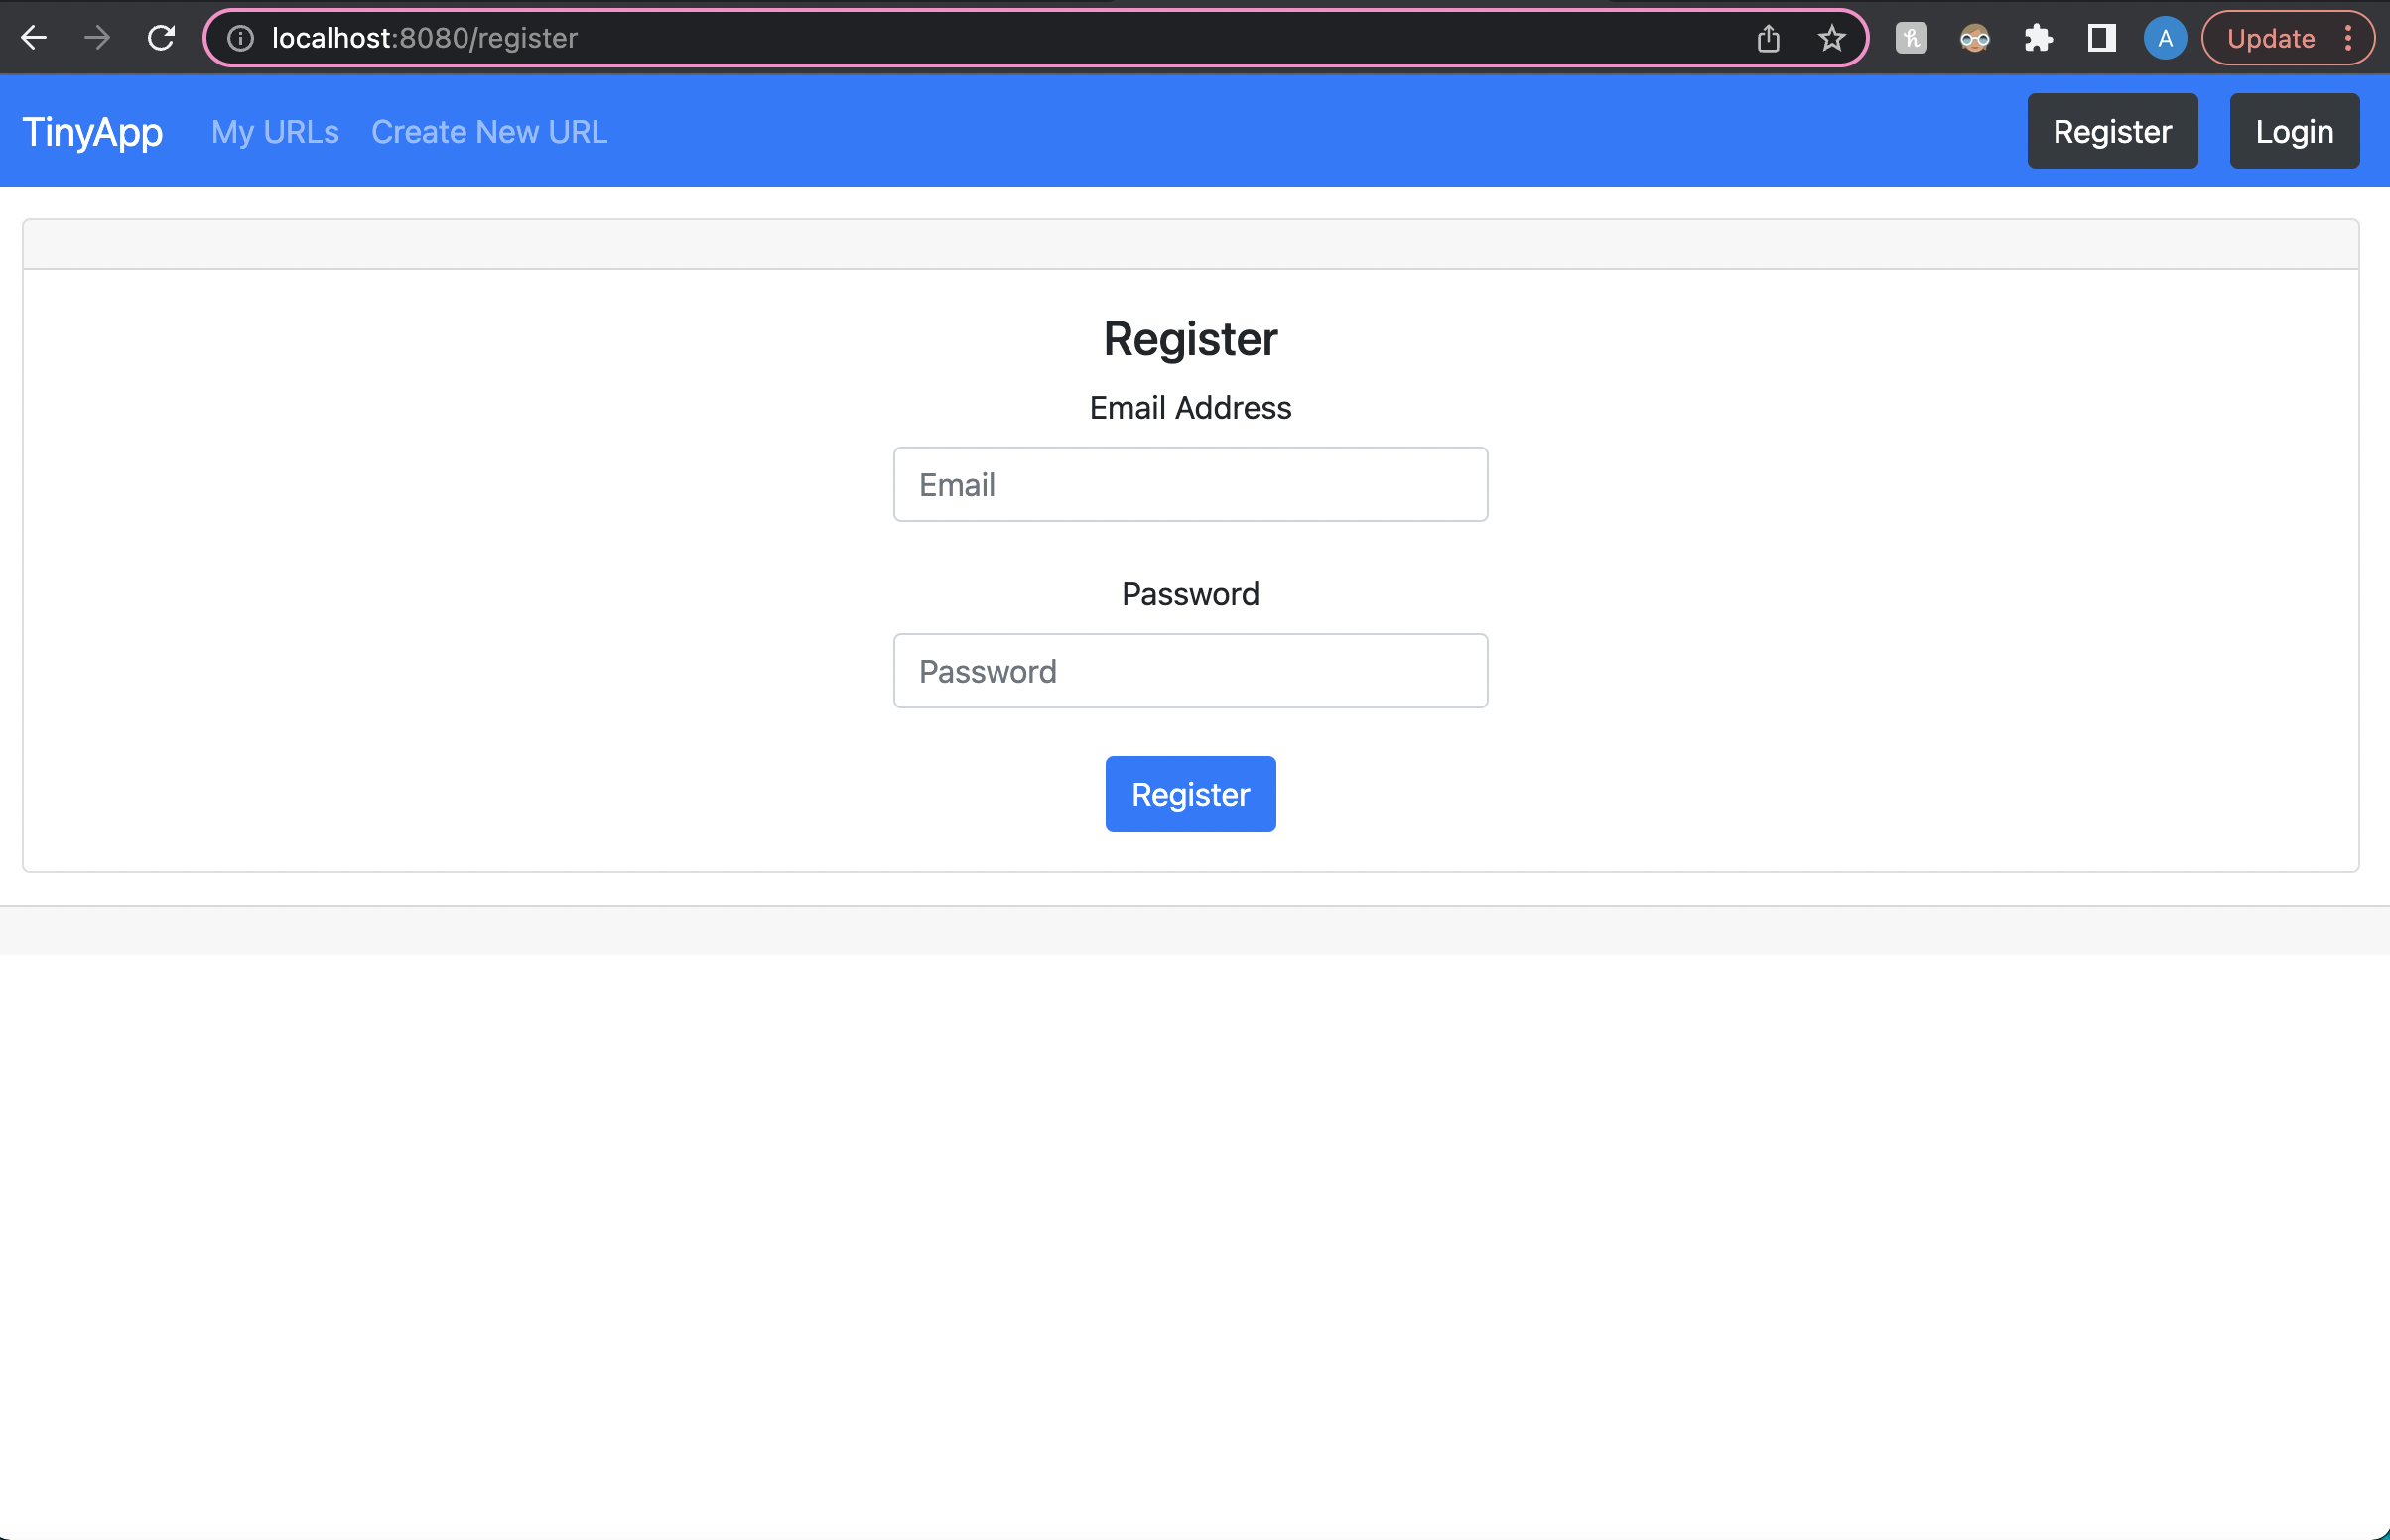 localhost:8080/register
A
Update
TinyApp My URLs Create New URL Register Login
Register
Email Address
Email
Password
Password
Register